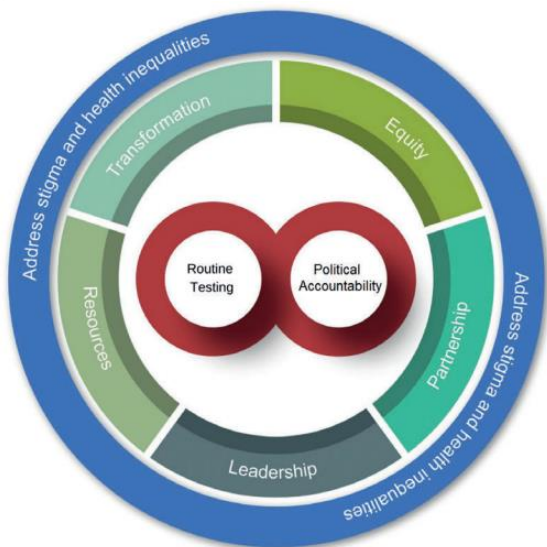 Address stigma and health inequalities
Transformation
Equity
Routine
Testing
Political
Accountability
Resources
Partnership
Leadership
Address stigma and health inequalities